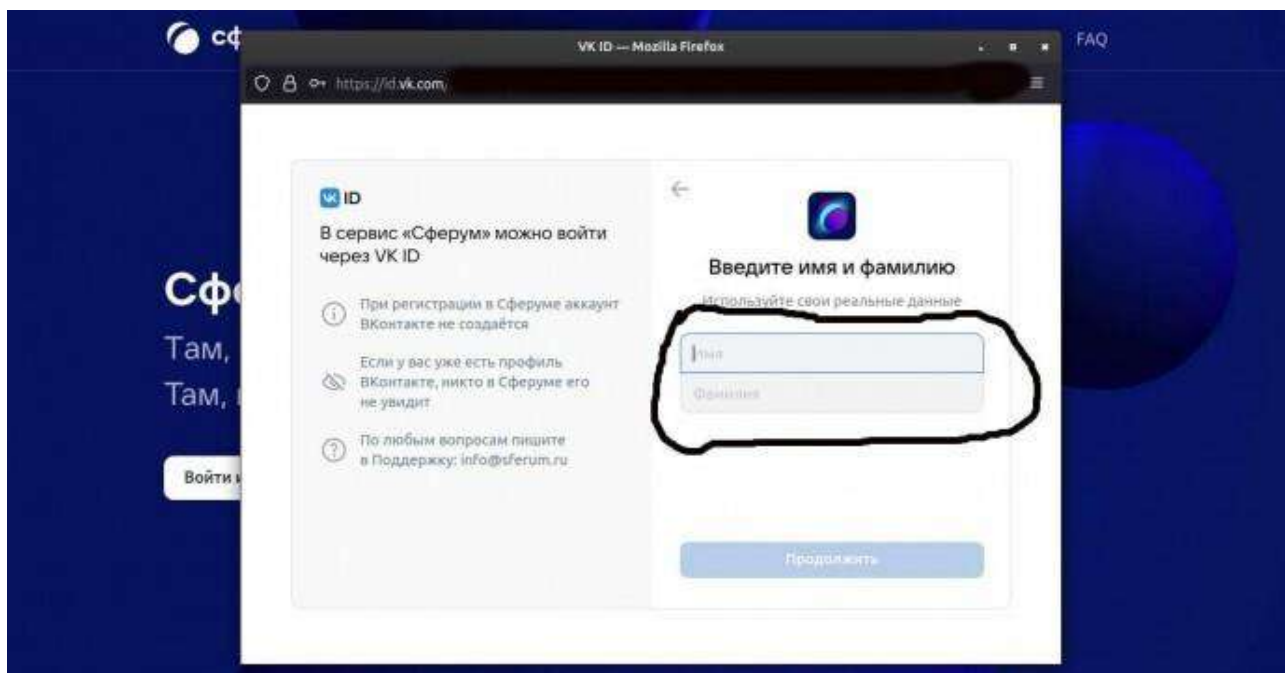 сф
VK ID — Mozilla Firefox
FAQ
https://id.vk.com/
VK ID
В сервис «Сферум» можно войти
через VK ID
При регистрации в Сферуме аккаунт
ВКонтакте не создаётся
Если у вас уже есть профиль
ВКонтакте, никто в Сферуме его
не увидит
По любым вопросам пишите
в Поддержку: info@sferum.ru
Введите имя и фамилию
Используйте свои реальные данные
Имя
Фамилия
Продолжить
Сфе
Там,
Там,
Войти и